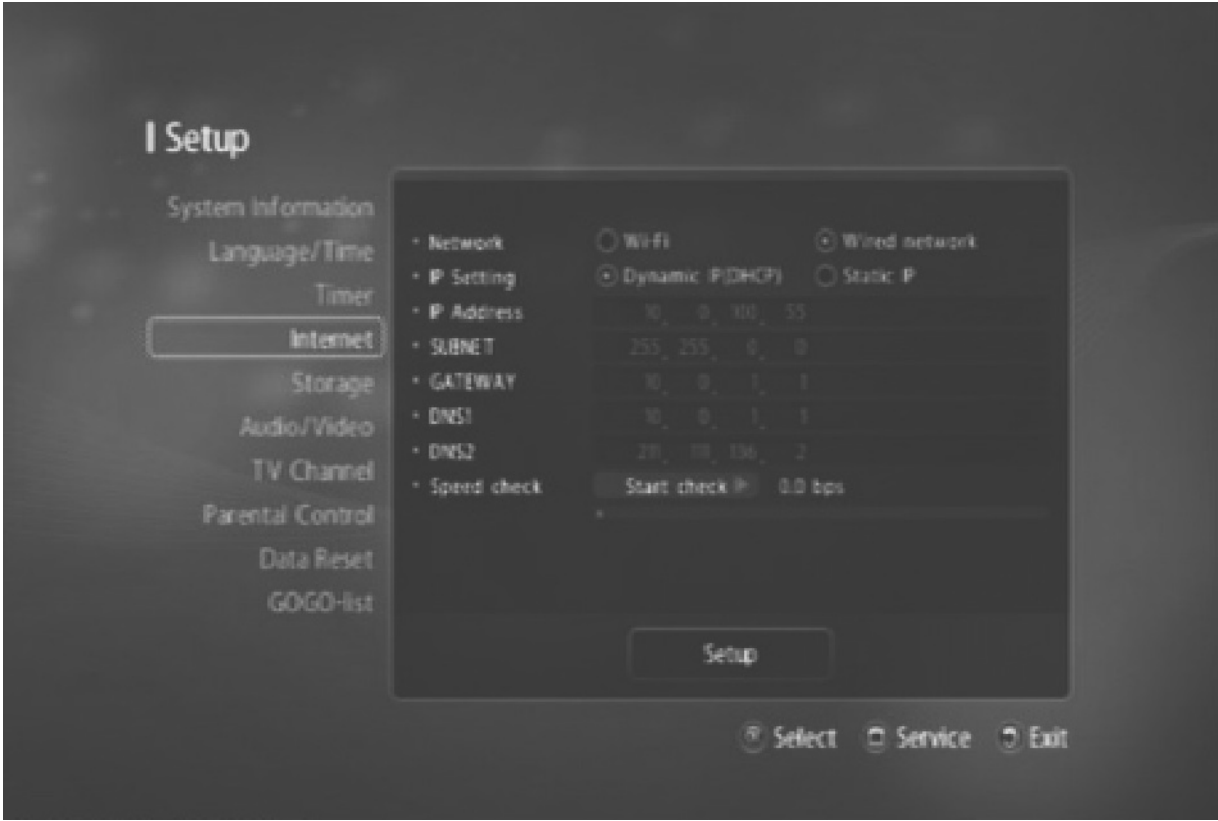 Setup
System Information
Language/Time
Timer
Internet
Storage
Audio/Video
TV Channel
Parental Control
Data Reset
GOGO-list
• Network Wi-Fi Wired network
• IP Setting Dynamic IP(DHCP) Static IP
• IP Address 10. 0. 100. 55
• SUBNET 255. 255. 0. 0
• GATEWAY 10. 0. 1. 1
• DNS1 10. 0. 1. 1
• DNS2
• Speed check Start check 0.0 bps
Setup
Select Service Exit